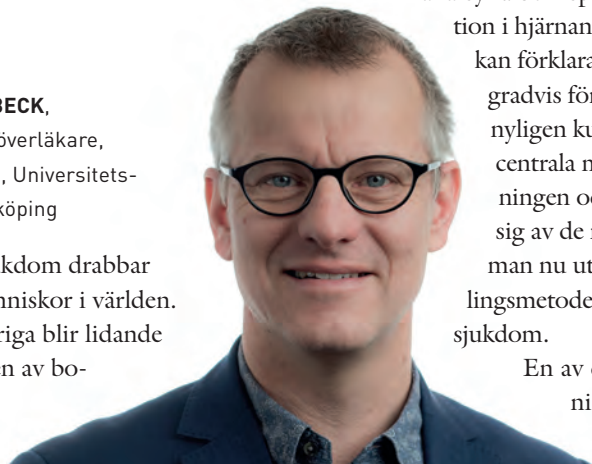 BECK,
överläkare,
, Universitets-
köping
kdom drabbar
nniskor i världen.
riga blir lidande
en av bo-
tion i hjärnan
kan förklara
gradvis för
nyligen ku
centrala n
ningen oc
sig av de
man nu ut
lingsmetode
sjukdom.
En av
ni